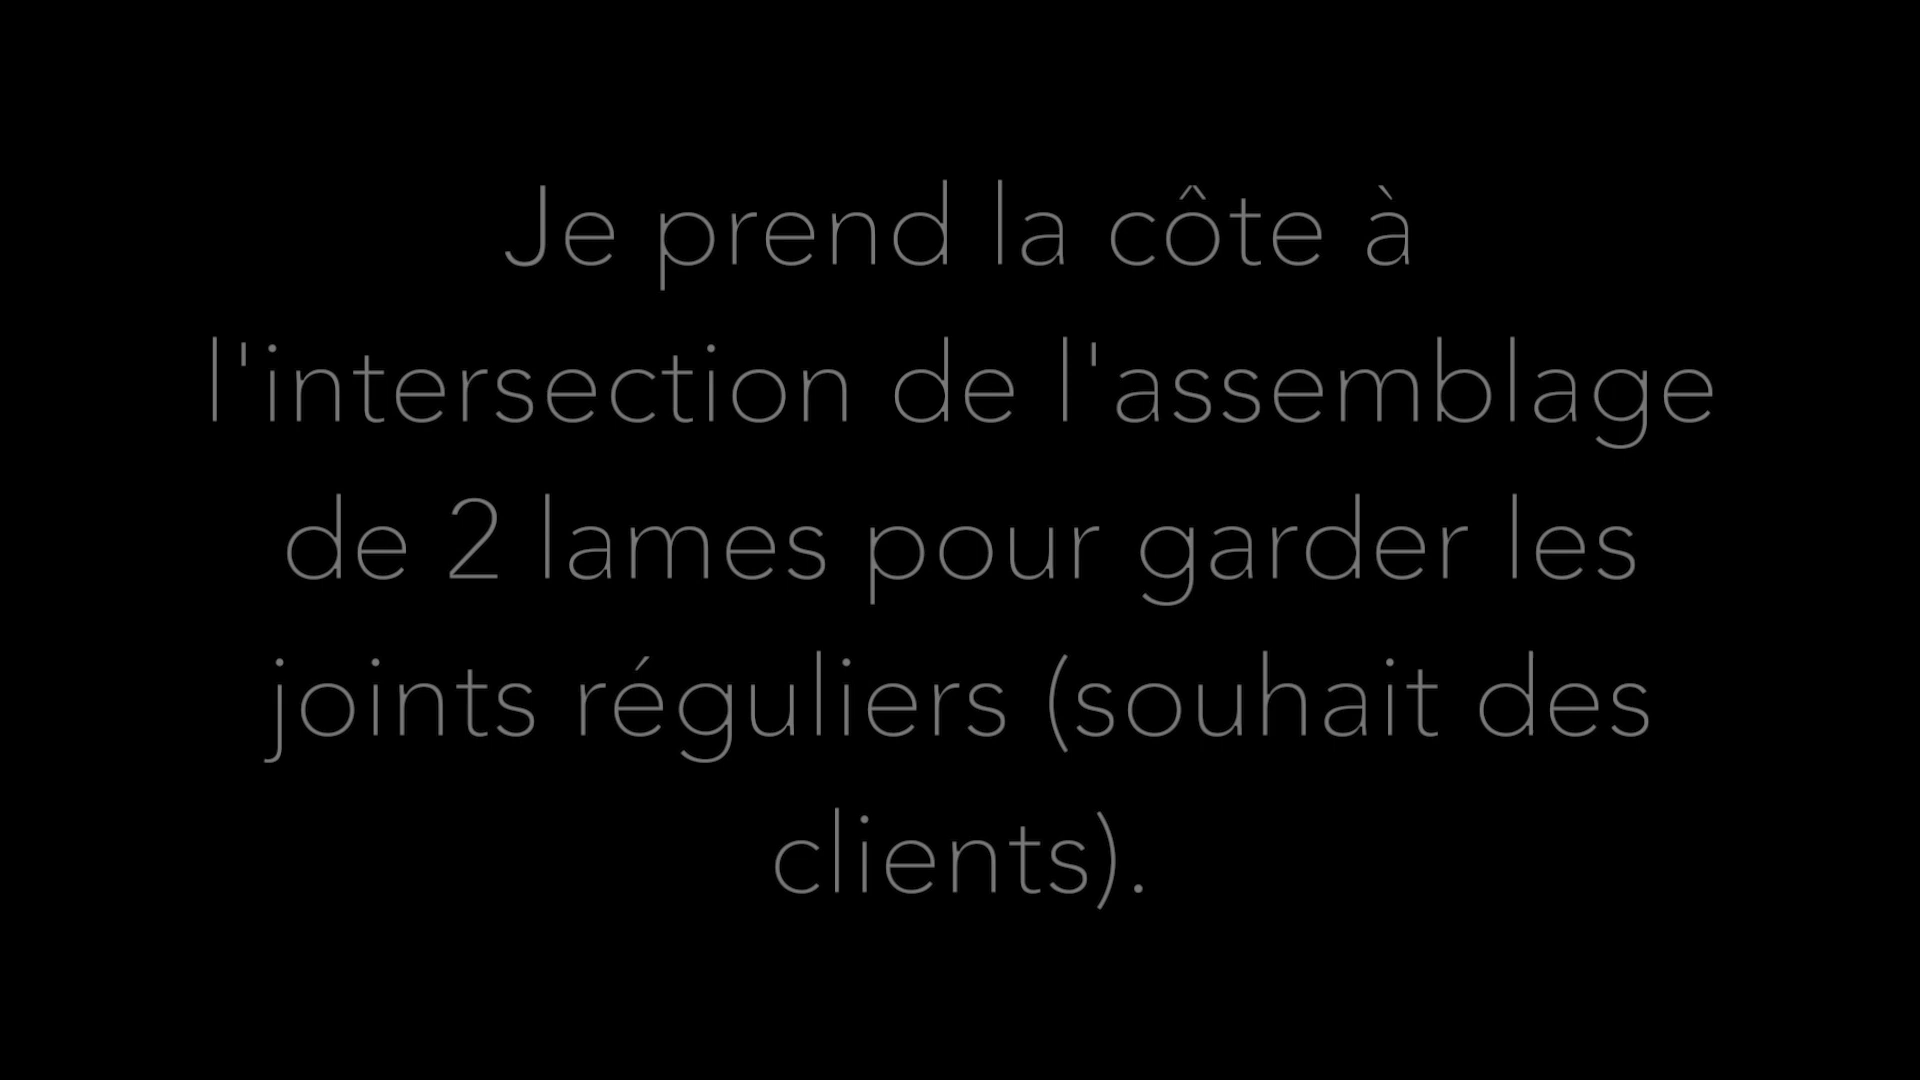 Je prend la côte à
l'intersection de l'assemblage
de 2 lames pour garder les
joints réguliers (souhait des
clients).